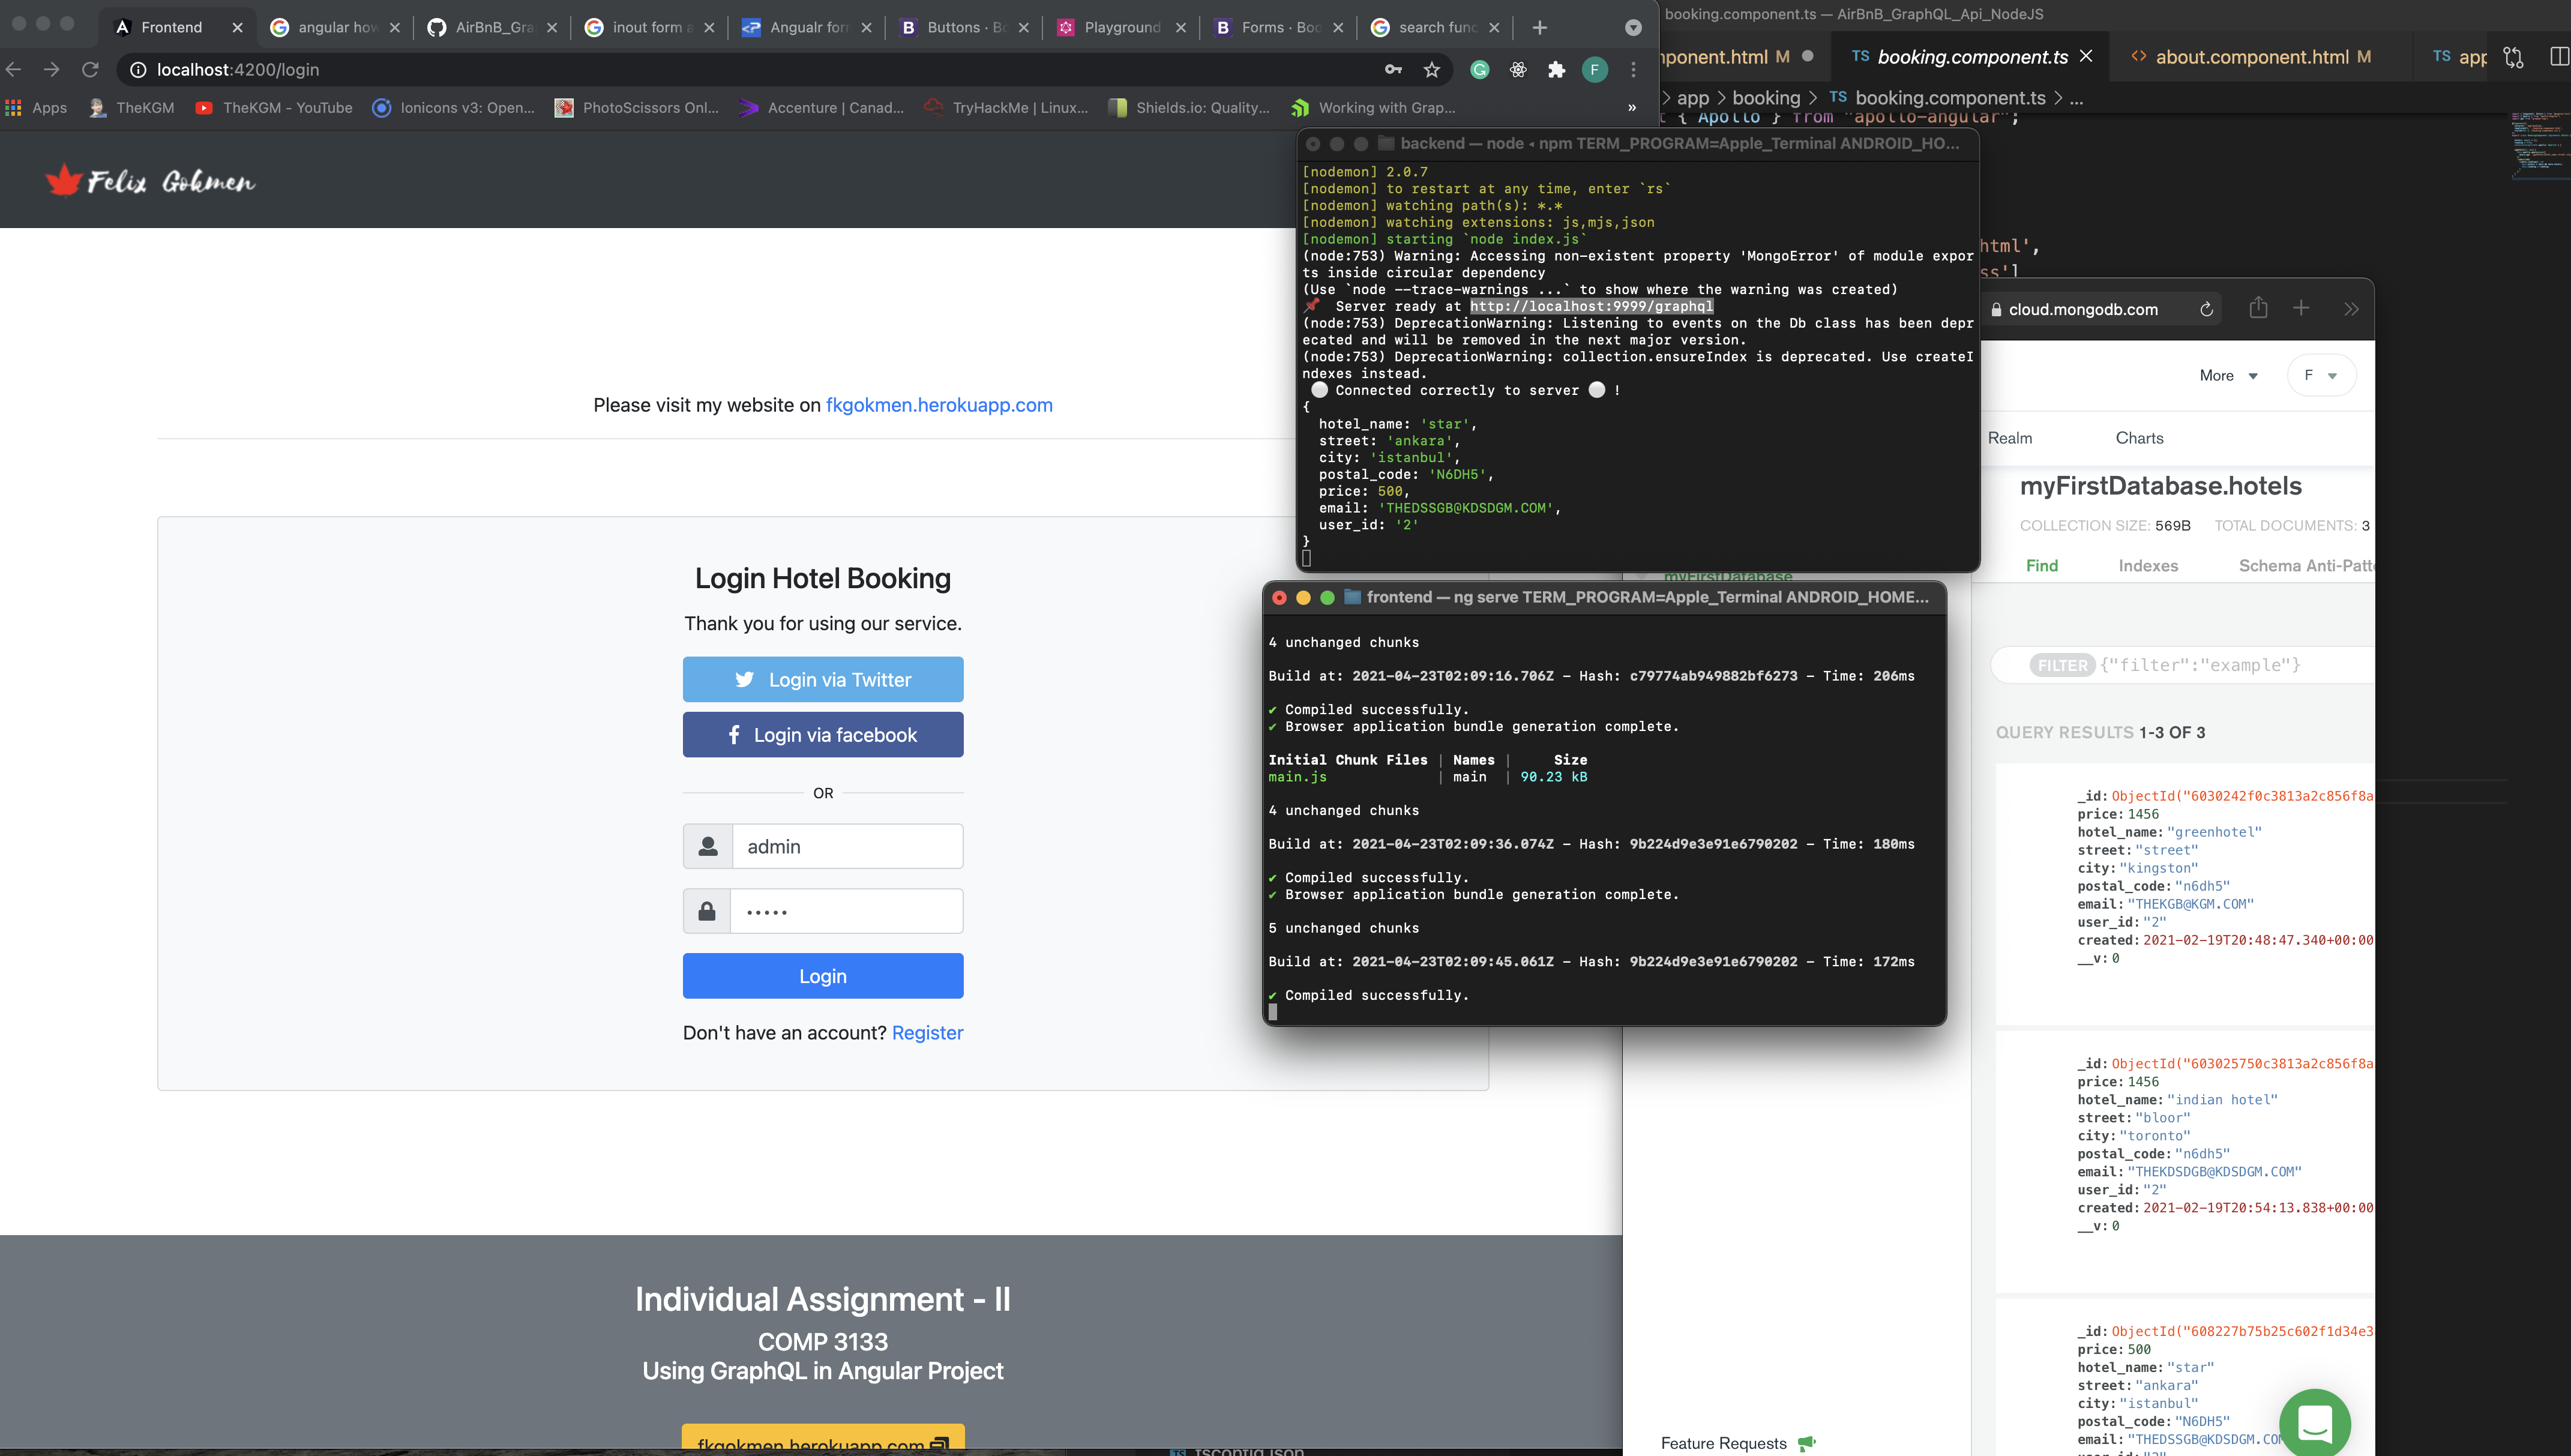 Frontend
angular how
AirBnB_Gra
inout form a
Angualr forr
Buttons · Bo
Playground
Forms · Boo
search func
localhost:4200/login
F
Apps
TheKGM
TheKGM - YouTube
Ionicons v3: Open...
PhotoScissors Onl...
Accenture | Canad...
TryHackMe | Linux...
Shields.io: Quality...
Working with Grap...
»
Felix Gokmen
Please visit my website on fkgokmen.herokuapp.com
Login Hotel Booking
Thank you for using our service.
Login via Twitter
Login via facebook
OR
admin
•••••
Login
Don't have an account? Register
Individual Assignment - II
COMP 3133
Using GraphQL in Angular Project
fkgokmen.herokuapp.com
booking.component.ts — AirBnB_GraphQL_Api_NodeJS
mponent.html M
TS booking.component.ts
<> about.component.html M
TS app
> app > booking > TS booking.component.ts > ...
t { Apollo } from "apollo-angular";
html',
ss']
backend — node ◂ npm TERM_PROGRAM=Apple_Terminal ANDROID_HO...
[nodemon] 2.0.7
[nodemon] to restart at any time, enter `rs`
[nodemon] watching path(s): *.*
[nodemon] watching extensions: js,mjs,json
[nodemon] starting `node index.js`
(node:753) Warning: Accessing non-existent property 'MongoError' of module expor
ts inside circular dependency
(Use `node --trace-warnings ...` to show where the warning was created)
Server ready at http://localhost:9999/graphql
(node:753) DeprecationWarning: Listening to events on the Db class has been depr
ecated and will be removed in the next major version.
(node:753) DeprecationWarning: collection.ensureIndex is deprecated. Use createI
ndexes instead.
Connected correctly to server !
{
hotel_name: 'star',
street: 'ankara',
city: 'istanbul',
postal_code: 'N6DH5',
price: 500,
email: 'THEDSSGB@KDSDGM.COM',
user_id: '2'
}
myFirstDatabase
frontend — ng serve TERM_PROGRAM=Apple_Terminal ANDROID_HOME...
4 unchanged chunks
Build at: 2021-04-23T02:09:16.706Z - Hash: c79774ab949882bf6273 - Time: 206ms
✔ Compiled successfully.
✔ Browser application bundle generation complete.
Initial Chunk Files | Names | Size
main.js | main | 90.23 kB
4 unchanged chunks
Build at: 2021-04-23T02:09:36.074Z - Hash: 9b224d9e3e91e6790202 - Time: 180ms
✔ Compiled successfully.
✔ Browser application bundle generation complete.
5 unchanged chunks
Build at: 2021-04-23T02:09:45.061Z - Hash: 9b224d9e3e91e6790202 - Time: 172ms
✔ Compiled successfully.
cloud.mongodb.com
More
F
Realm
Charts
myFirstDatabase.hotels
COLLECTION SIZE: 569B TOTAL DOCUMENTS: 3
Find
Indexes
Schema Anti-Patte
FILTER {"filter":"example"}
QUERY RESULTS 1-3 OF 3
_id: ObjectId("6030242f0c3813a2c856f8a
price: 1456
hotel_name: "greenhotel"
street: "street"
city: "kingston"
postal_code: "n6dh5"
email: "THEKGB@KGM.COM"
user_id: "2"
created: 2021-02-19T20:48:47.340+00:00
__v: 0
_id: ObjectId("603025750c3813a2c856f8a
price: 1456
hotel_name: "indian hotel"
street: "bloor"
city: "toronto"
postal_code: "n6dh5"
email: "THEKDSDGB@KDSDGM.COM"
user_id: "2"
created: 2021-02-19T20:54:13.838+00:00
__v: 0
_id: ObjectId("608227b75b25c602f1d34e3
price: 500
hotel_name: "star"
street: "ankara"
city: "istanbul"
postal_code: "N6DH5"
email: "THEDSSGB@KDSDGM.COM
Feature Requests
TS tsconfig.json